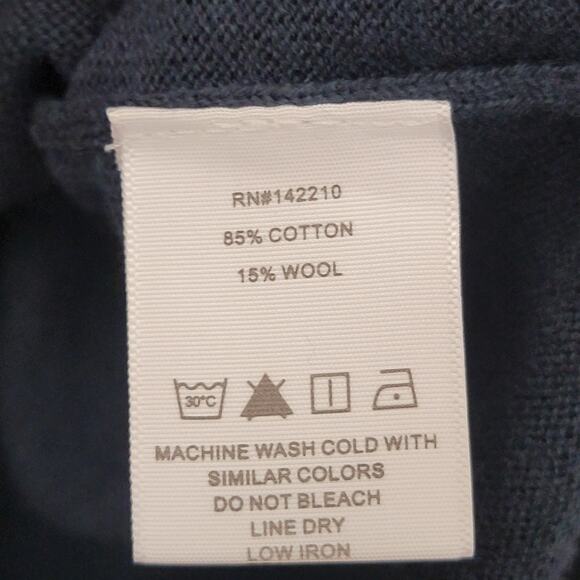 RN#142210
85% COTTON
15% WOOL
30°C
MACHINE WASH COLD WITH
SIMILAR COLORS
DO NOT BLEACH
LINE DRY
LOW IRON